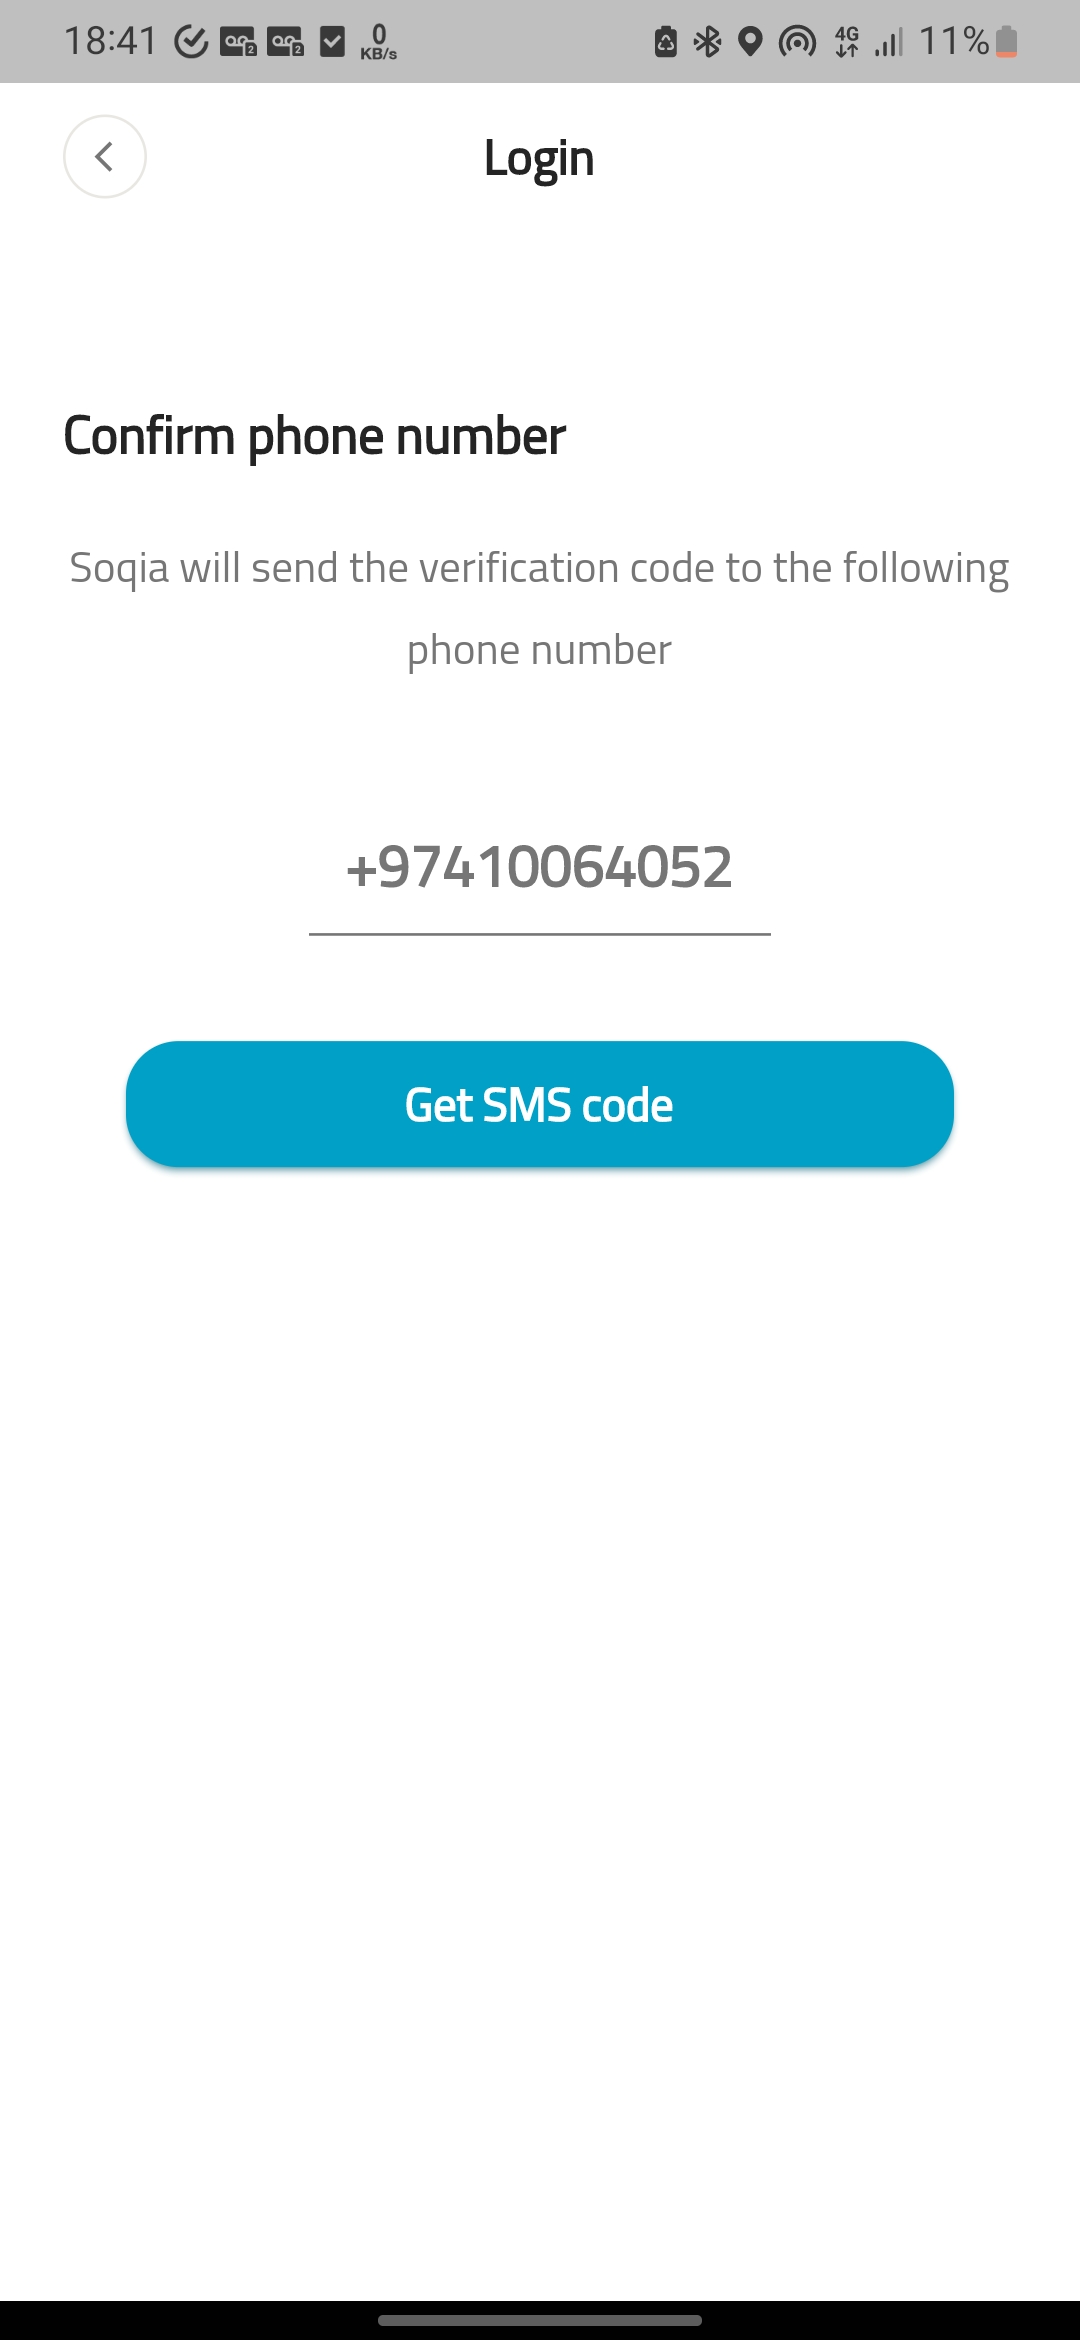 18:41 0 KB/s 4G 11%
Login
Confirm phone number
Soqia will send the verification code to the following
phone number
+97410064052
Get SMS code